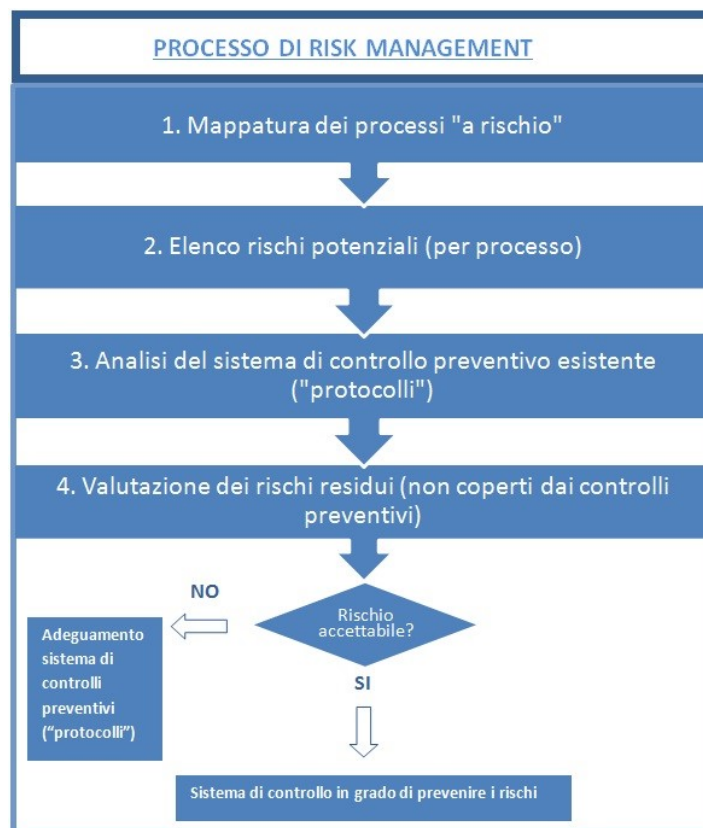 PROCESSO DI RISK MANAGEMENT
1. Mappatura dei processi "a rischio"
2. Elenco rischi potenziali (per processo)
3. Analisi del sistema di controllo preventivo esistente
("protocolli")
4. Valutazione dei rischi residui (non coperti dai controlli
preventivi)
Rischio
accettabile?
NO
Adeguamento
sistema di
controlli
preventivi
(“protocolli”)
SI
Sistema di controllo in grado di prevenire i rischi